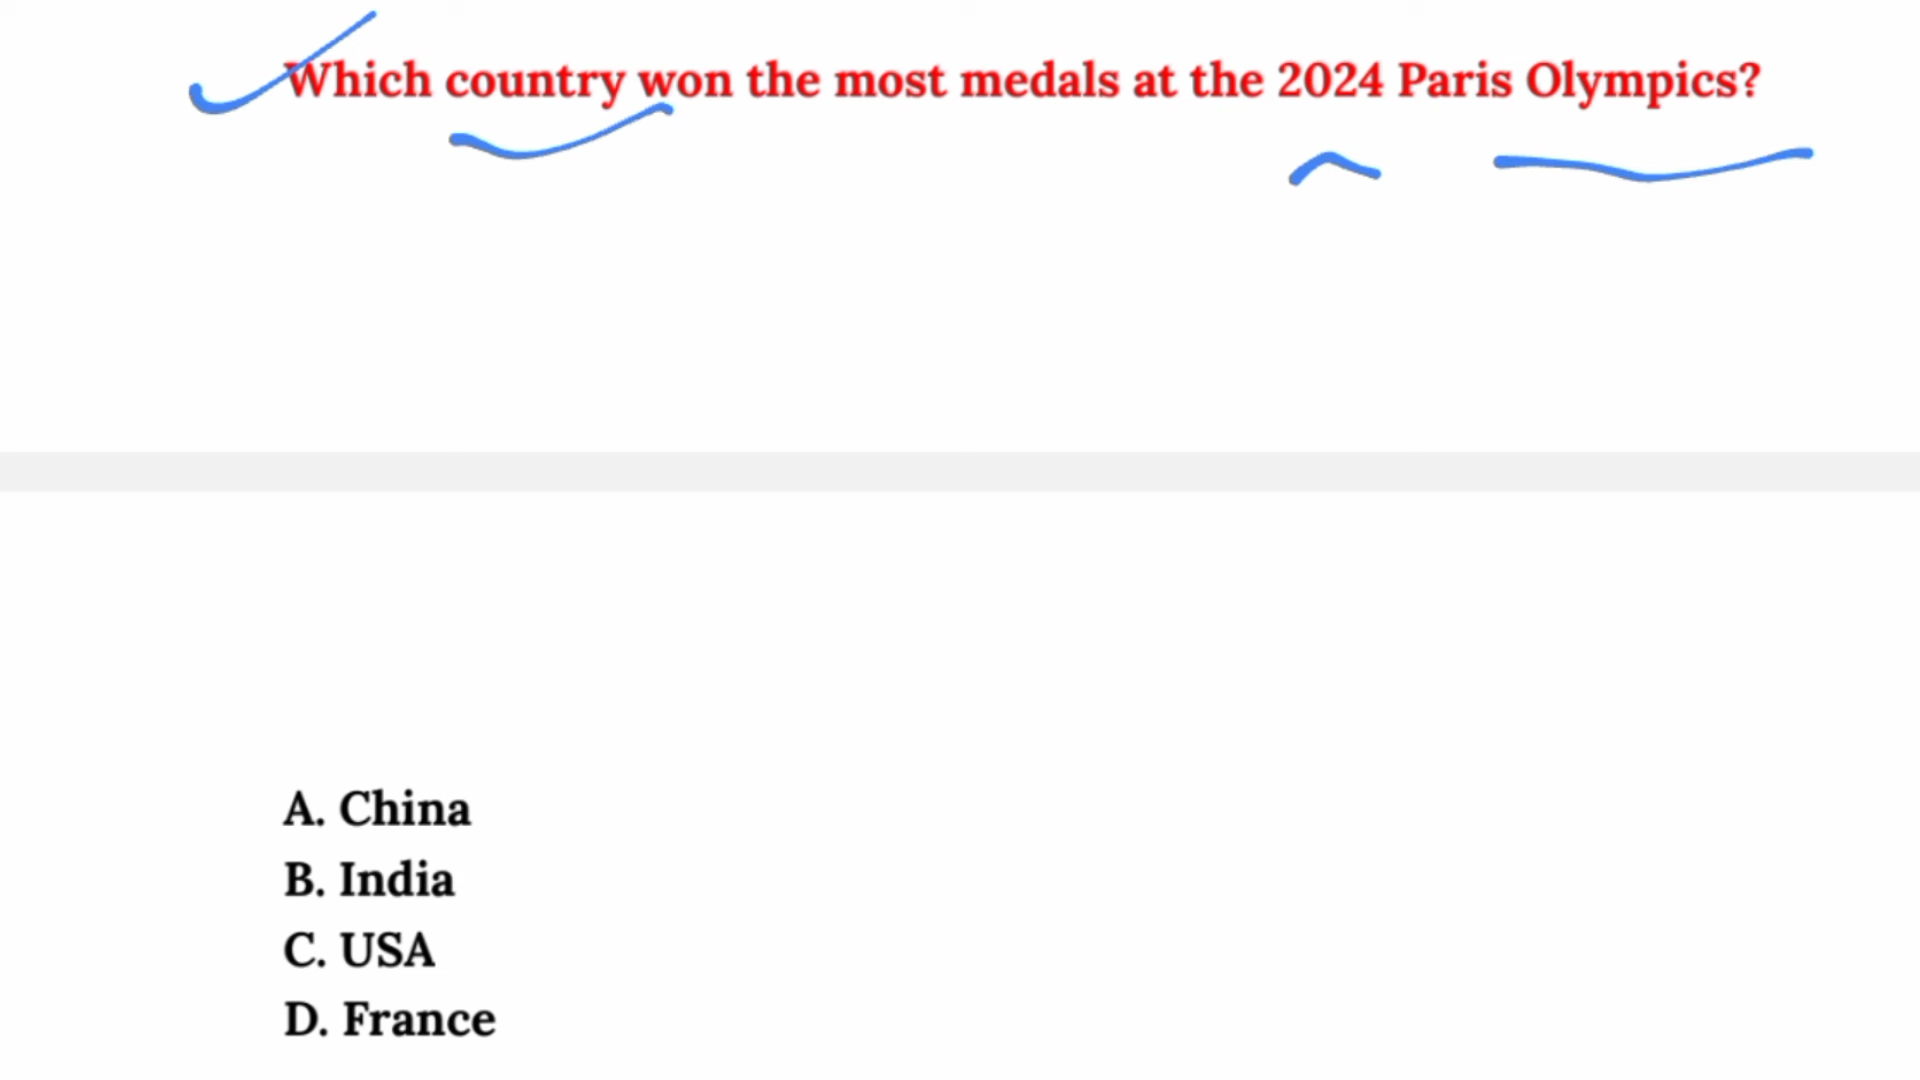 Which country won the most medals at the 2024 Paris Olympics?
A. China
B. India
C. USA
D. France